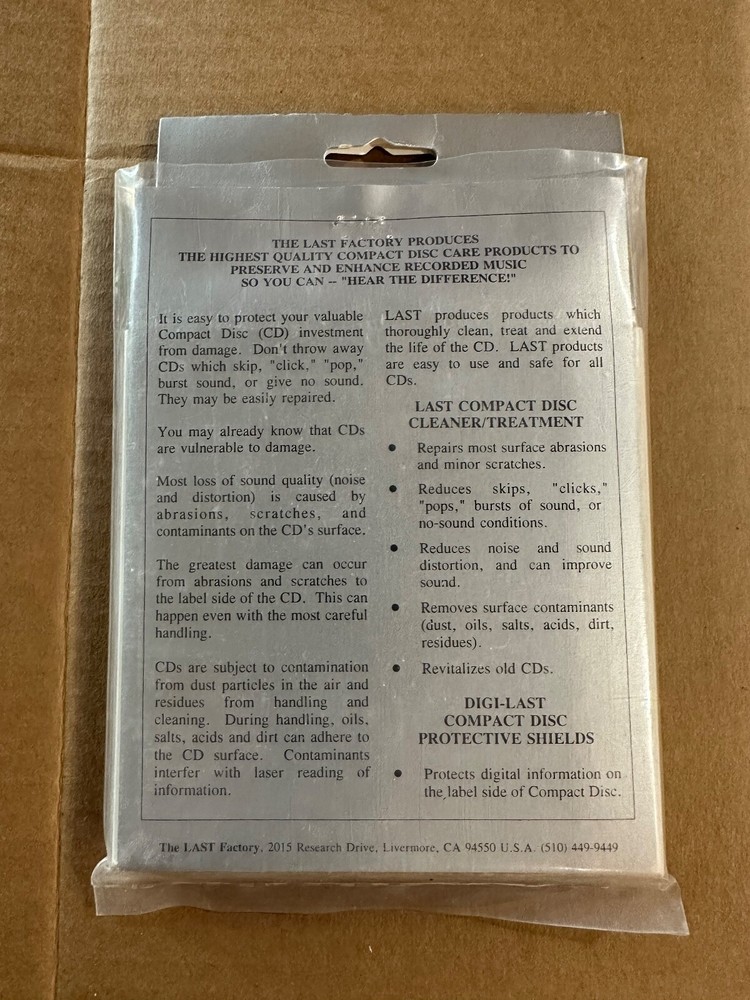 THE LAST FACTORY PRODUCES
THE HIGHEST QUALITY COMPACT DISC CARE PRODUCTS TO
PRESERVE AND ENHANCE RECORDED MUSIC
SO YOU CAN -- "HEAR THE DIFFERENCE!"
It is easy to protect your valuable
Compact Disc (CD) investment
from damage. Don't throw away
CDs which skip, "click," "pop,"
burst sound, or give no sound.
They may be easily repaired.
You may already know that CDs
are vulnerable to damage.
Most loss of sound quality (noise
and distortion) is caused by
abrasions, scratches, and
contaminants on the CD's surface.
The greatest damage can occur
from abrasions and scratches to
the label side of the CD. This can
happen even with the most careful
handling.
CDs are subject to contamination
from dust particles in the air and
residues from handling and
cleaning. During handling, oils,
salts, acids and dirt can adhere to
the CD surface. Contaminants
interfer with laser reading of
information.
LAST produces products which
thoroughly clean, treat and extend
the life of the CD. LAST products
are easy to use and safe for all
CDs.
LAST COMPACT DISC
CLEANER/TREATMENT
• Repairs most surface abrasions
and minor scratches.
• Reduces skips, "clicks,"
"pops," bursts of sound, or
no-sound conditions.
• Reduces noise and sound
distortion, and can improve
sound.
• Removes surface contaminants
(dust, oils, salts, acids, dirt,
residues).
• Revitalizes old CDs.
DIGI-LAST
COMPACT DISC
PROTECTIVE SHIELDS
• Protects digital information on
the label side of Compact Disc.
The LAST Factory, 2015 Research Drive, Livermore, CA 94550 U.S.A. (510) 449-9449